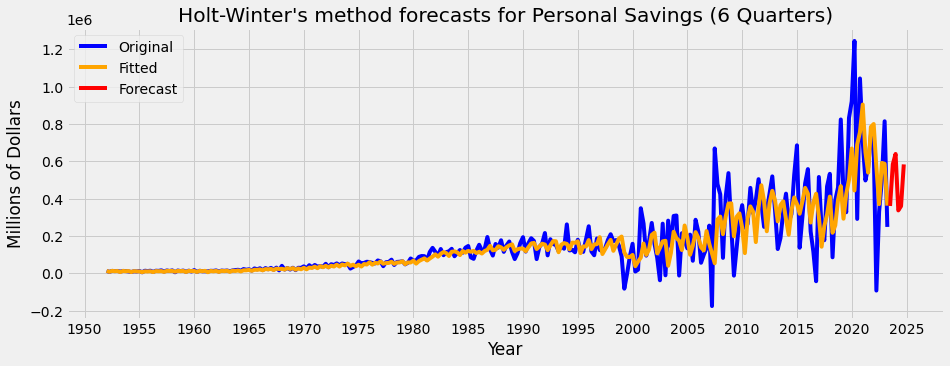 Holt-Winter's method forecasts for Personal Savings (6 Quarters)
1e6
Original
Fitted
Forecast
Millions of Dollars
1.2
1.0
0.8
0.6
0.4
0.2
0.0
−0.2
1950 1955 1960 1965 1970 1975 1980 1985 1990 1995 2000 2005 2010 2015 2020 2025
Year